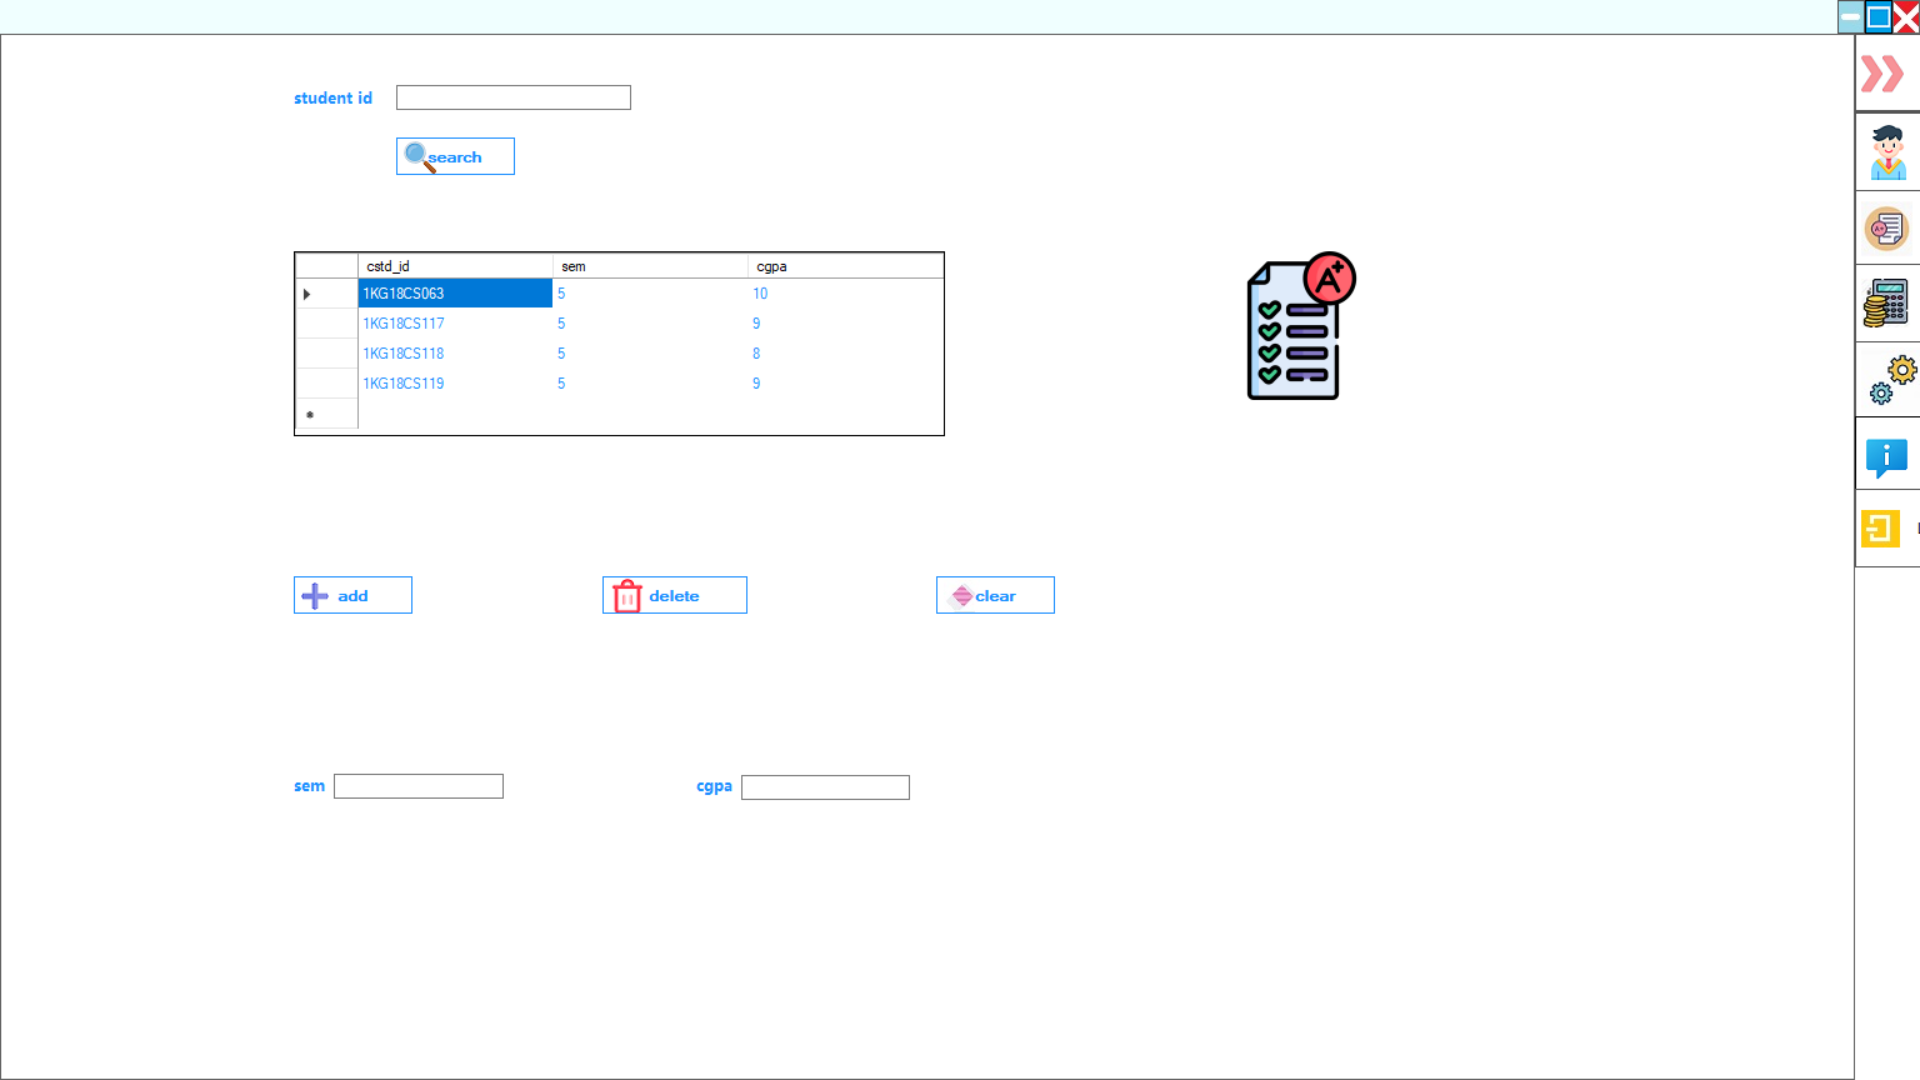 student id
search
cstd_id sem cgpa
1KG18CS063 5 10
1KG18CS117 5 9
1KG18CS118 5 8
1KG18CS119 5 9
add delete clear
sem cgpa
A+
A+
i